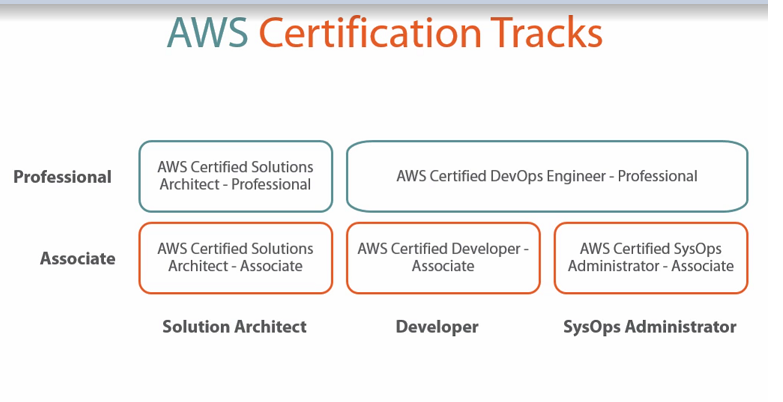 AWS Certification Tracks
Professional
AWS Certified Solutions
Architect - Professional
AWS Certified DevOps Engineer - Professional
Associate
AWS Certified Solutions
Architect - Associate
AWS Certified Developer -
Associate
AWS Certified SysOps
Administrator - Associate
Solution Architect
Developer
SysOps Administrator